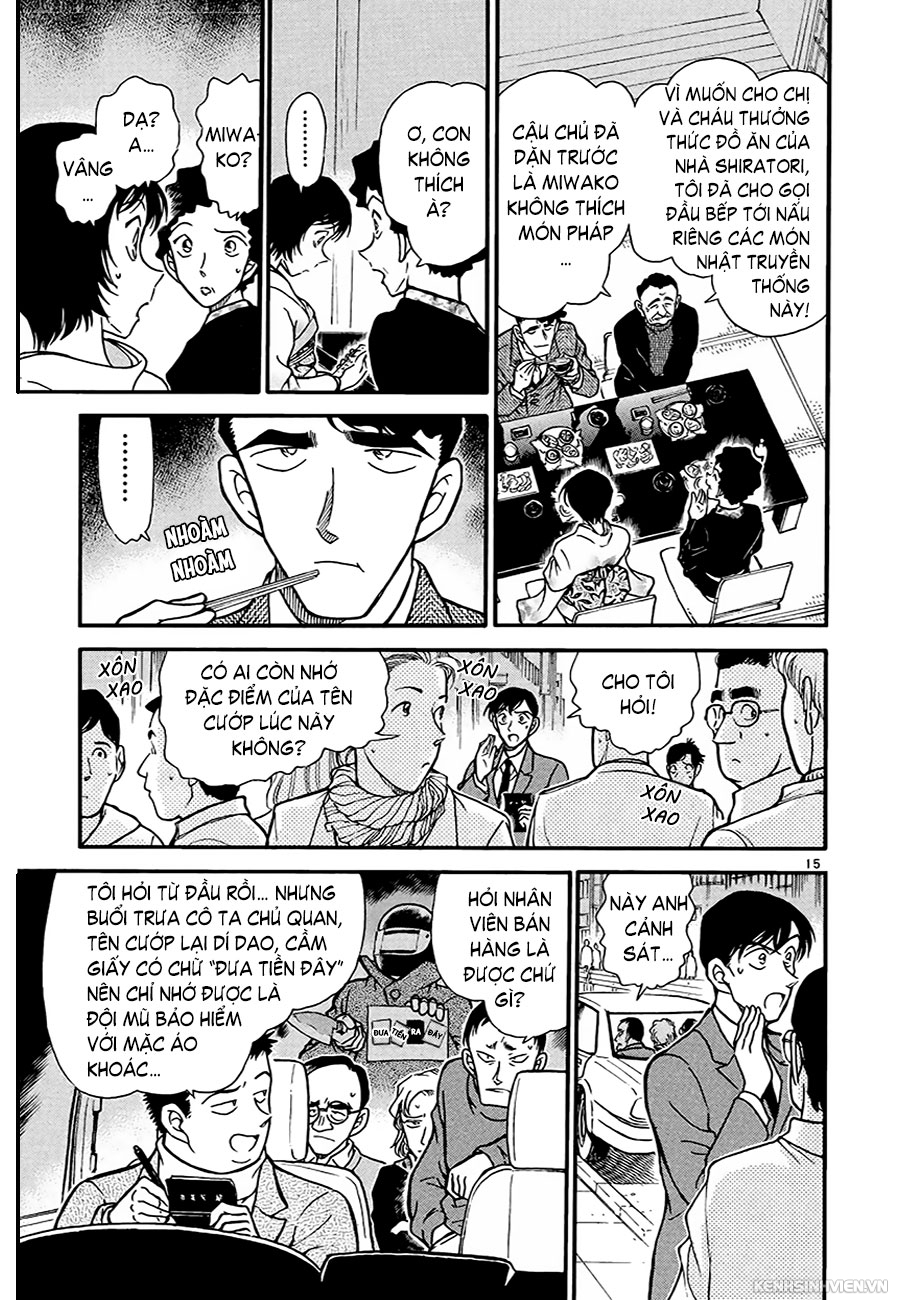 VÌ MUỐN CHO CHỊ
VÀ CHÁU THƯỞNG
THỨC ĐỒ ĂN CỦA
NHÀ SHIRATORI,
TÔI ĐÃ CHO GỌI
ĐẦU BẾP TỚI NẤU
RIÊNG CÁC MÓN
NHẬT TRUYỀN
THỐNG
NÀY!
CẬU CHỦ ĐÃ
DẶN TRƯỚC
LÀ MIWAKO
KHÔNG THÍCH
MÓN PHÁP
...
Ơ, CON
KHÔNG
THÍCH
À?
.........
MIWA-
KO?
DẠ?
A...
VÂNG
...
.........
NHOÀM
NHOÀM
CHO TÔI
HỎI!
XÔN
XAO
XÔN
XAO
CÓ AI CÒN NHỚ
ĐẶC ĐIỂM CỦA TÊN
CƯỚP LÚC NÀY
KHÔNG?
XÔN
XAO
15
NÀY ANH
CẢNH
SÁT...
HỎI NHÂN
VIÊN BÁN
HÀNG LÀ
ĐƯỢC CHỨ
GÌ?
TÔI HỎI TỪ ĐẦU RỒI... NHƯNG
BUỔI TRƯA CÔ TA CHỦ QUAN,
TÊN CƯỚP LẠI DÍ DAO, CẦM
GIẤY CÓ CHỮ “ĐƯA TIỀN ĐÂY”
NÊN CHỈ NHỚ ĐƯỢC LÀ
ĐỘI MŨ BẢO HIỂM
VỚI MẶC ÁO
KHOÁC...
ĐƯA TIỀN RA ĐÂY
KENHSINHVIEN.VN